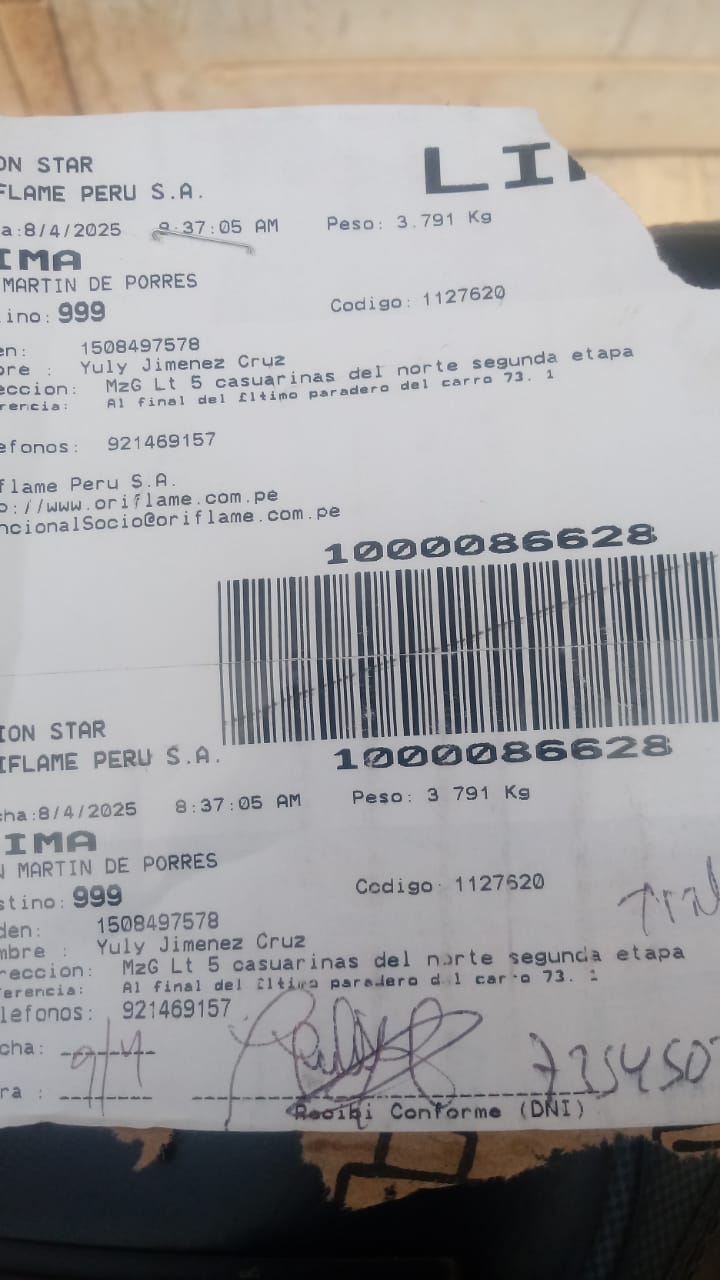 ON STAR
FLAME PERU S.A.
LI
a:8/4/2025 8:37:05 AM Peso: 3.791 Kg
IMA
MARTIN DE PORRES
ino: 999 Codigo: 1127620
en: 1508497578
re : Yuly Jimenez Cruz
eccion: MzG Lt 5 casuarinas del norte segunda etapa
rencia: Al final del £ltimo paradero del carro 73. 1
efonos: 921469157
flame Peru S.A.
p://www.oriflame.com.pe
ncionalSocio@oriflame.com.pe
1000086628
1000086628
ION STAR
IFLAME PERU S.A.
cha:8/4/2025 8:37:05 AM Peso: 3 791 Kg
IMA
N MARTIN DE PORRES
stino: 999 Codigo: 1127620
den: 1508497578
mbre : Yuly Jimenez Cruz
reccion: MzG Lt 5 casuarinas del norte segunda etapa
erencia: Al final del £ltimo paradero d l carro 73. 1
lefonos: 921469157
cha: 9/4
ra :
Recibi Conforme (DNI)